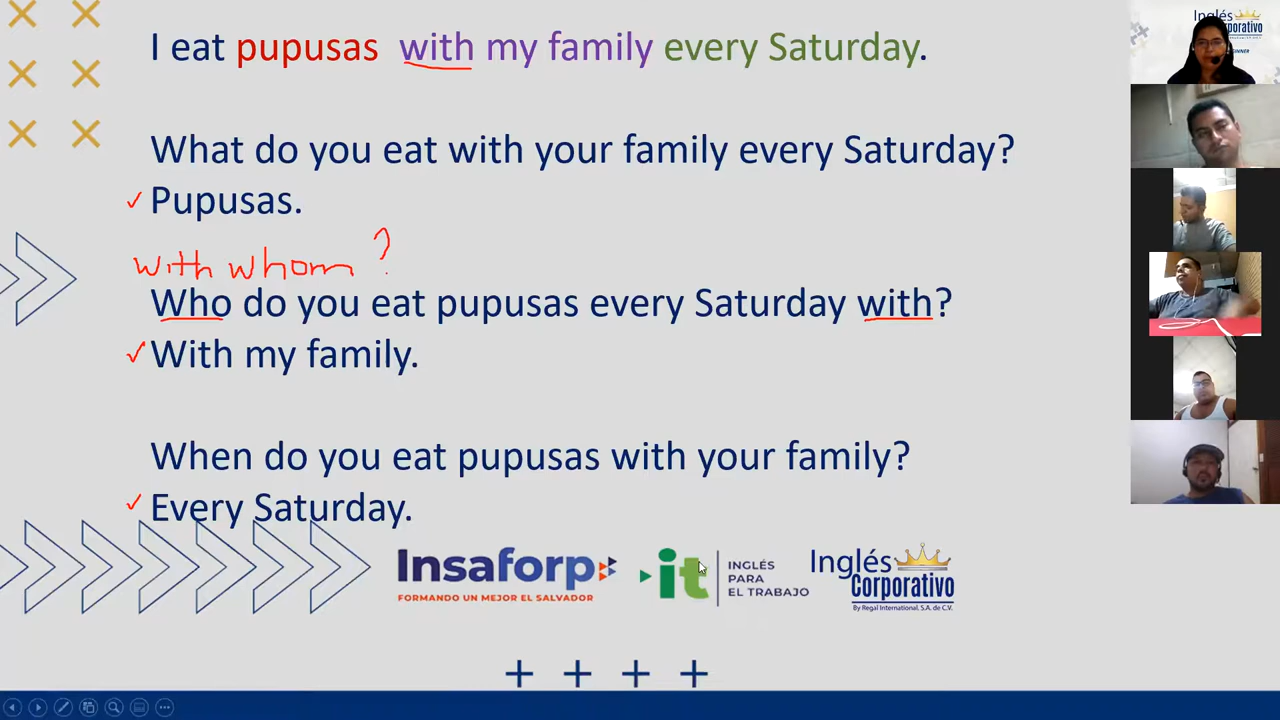 I eat pupusas with my family every Saturday.
What do you eat with your family every Saturday?
Pupusas.
with whom ?
Who do you eat pupusas every Saturday with?
With my family.
When do you eat pupusas with your family?
Every Saturday.
Insaforp
FORMANDO UN MEJOR EL SALVADOR
it
INGLÉS
PARA
EL TRABAJO
Inglés
Corporativo
By Regal International, S.A. de C.V.
Inglés
Corporativo